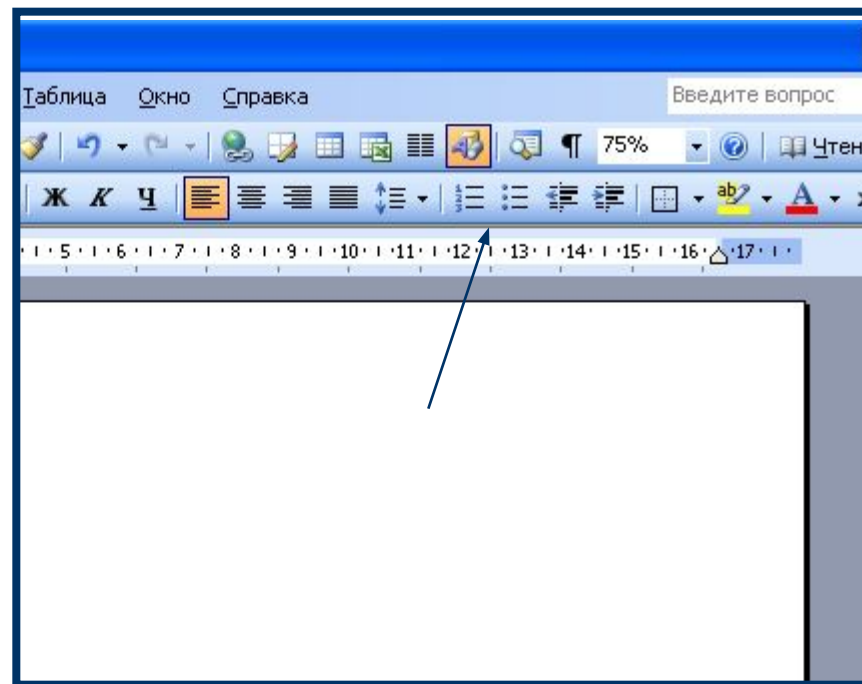 Таблица Окно Справка Введите вопрос
75% Чтен
Ж К Ч А
5 6 7 8 9 10 11 12 13 14 15 16 17